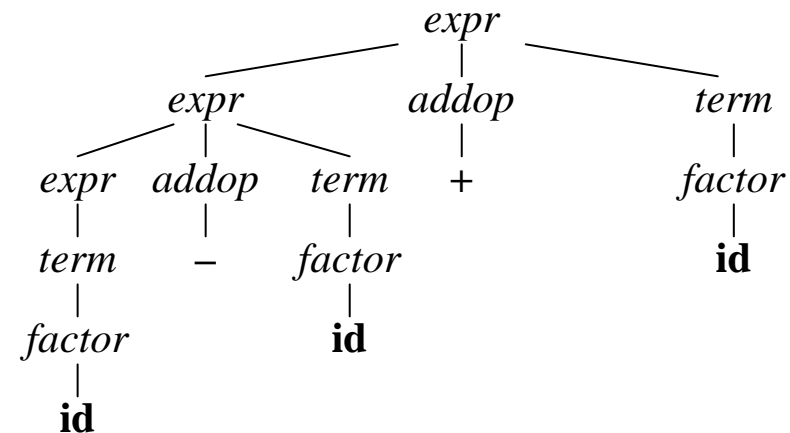 expr
expr addop term
expr addop term + factor
term − factor id
factor id
id